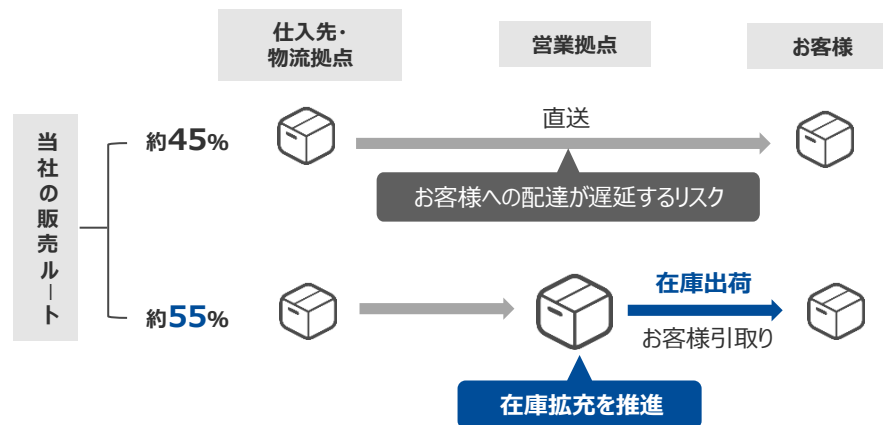 仕入先・
物流拠点
営業拠点
お客様
当社の販売ルート
約45%
直送
お客様への配達が遅延するリスク
約55%
在庫出荷
お客様引取り
在庫拡充を推進